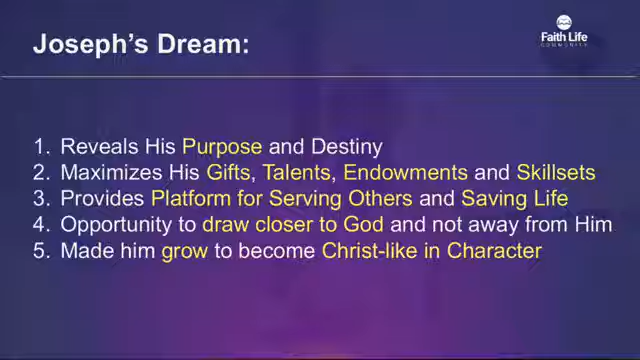 Joseph's Dream:
Faith Life
COMMUNITY
1. Reveals His Purpose and Destiny
2. Maximizes His Gifts, Talents, Endowments and Skillsets
3. Provides Platform for Serving Others and Saving Life
4. Opportunity to draw closer to God and not away from Him
5. Made him grow to become Christ-like in Character